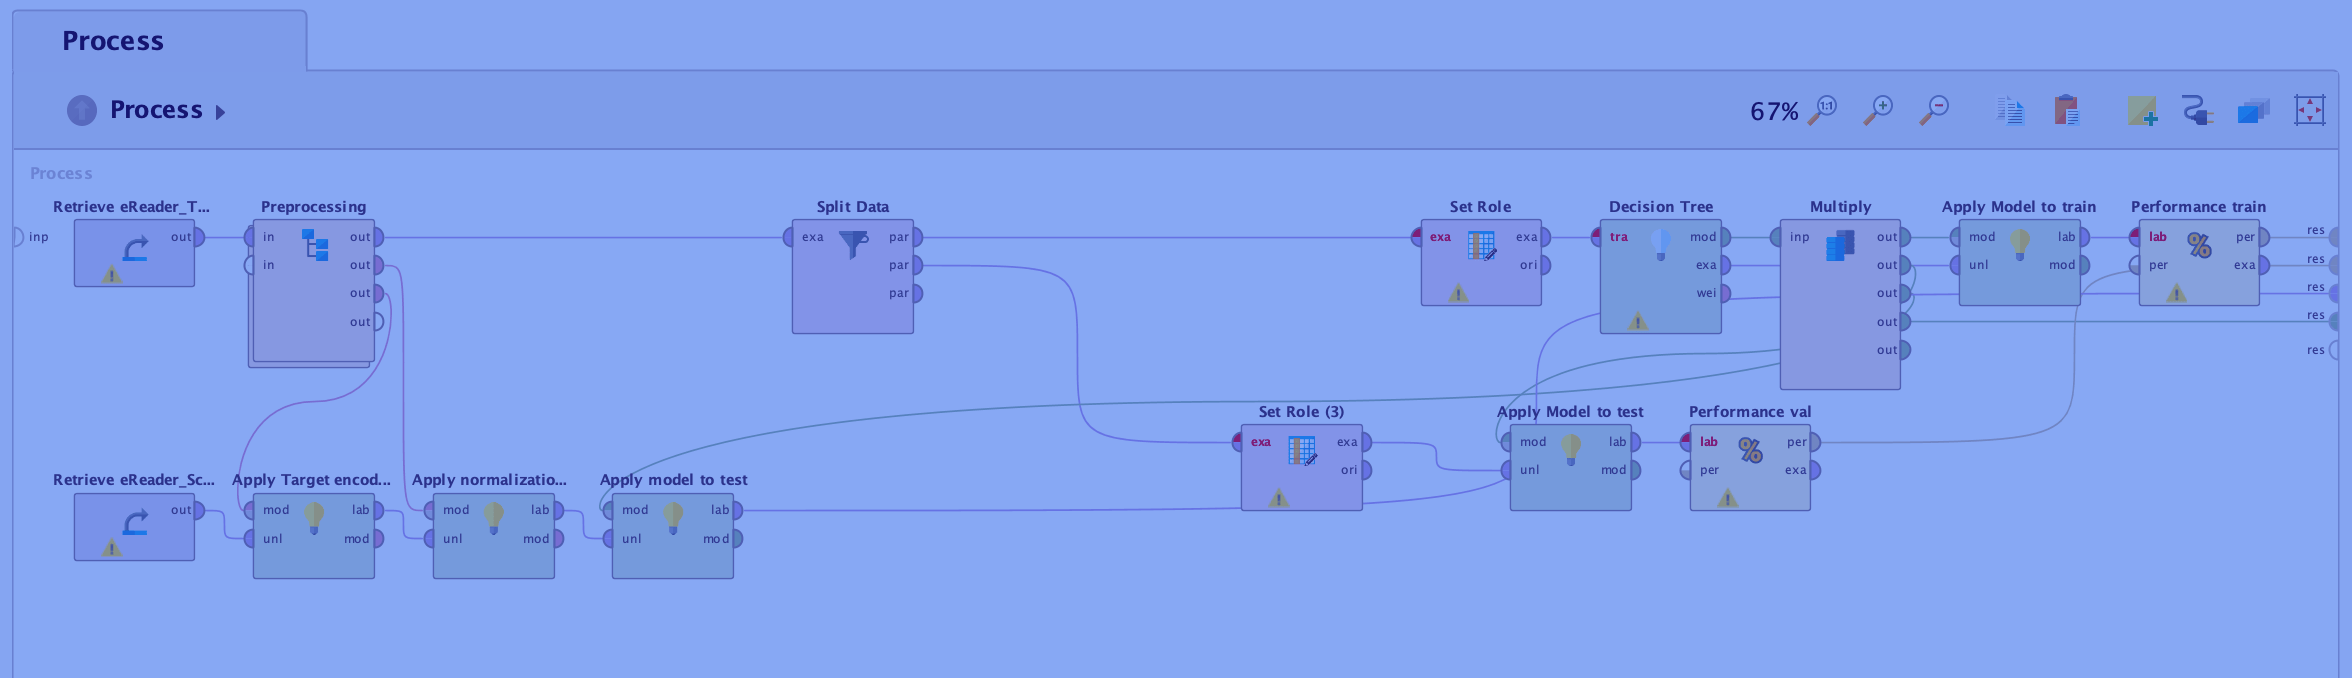 Process
Process
67%
1:1
Process
inp
Retrieve eReader_T...
out
Preprocessing
in out
in out
out
out
Split Data
exa par
par
par
Set Role
exa exa
ori
Decision Tree
tra mod
exa
wei
Multiply
inp out
out
out
out
out
Apply Model to train
mod lab
unl mod
Performance train
lab per
per exa
res
res
res
res
res
Set Role (3)
exa exa
ori
Apply Model to test
mod lab
unl mod
Performance val
lab per
per exa
Retrieve eReader_Sc...
out
Apply Target encod...
mod lab
unl mod
Apply normalizatio...
mod lab
unl mod
Apply model to test
mod lab
unl mod